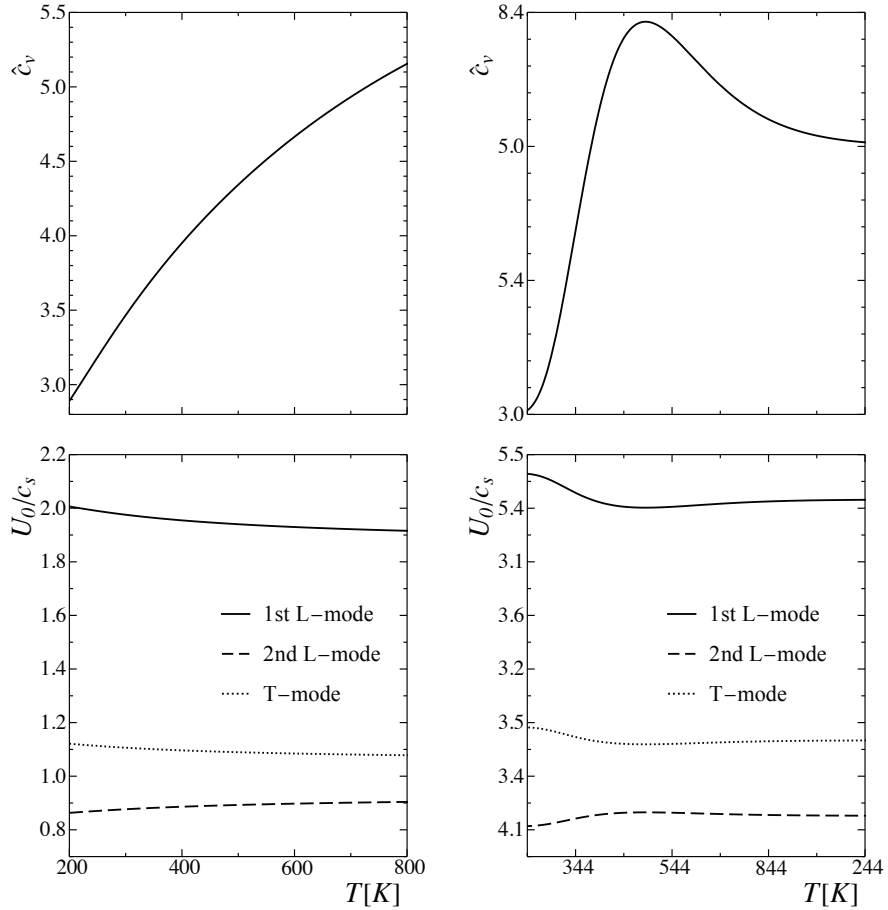 5.5
5.0
4.5
4.0
3.5
3.0
ĉv
8.4
5.0
5.4
3.0
ĉv
2.2
2.0
1.8
1.6
1.4
1.2
1.0
0.8
U0/cs
1st L−mode
2nd L−mode
T−mode
200 400 600 800
T[K]
5.5
5.4
3.1
3.6
3.2
3.5
3.4
4.1
U0/cs
1st L−mode
2nd L−mode
T−mode
344 544 844 244
T[K]